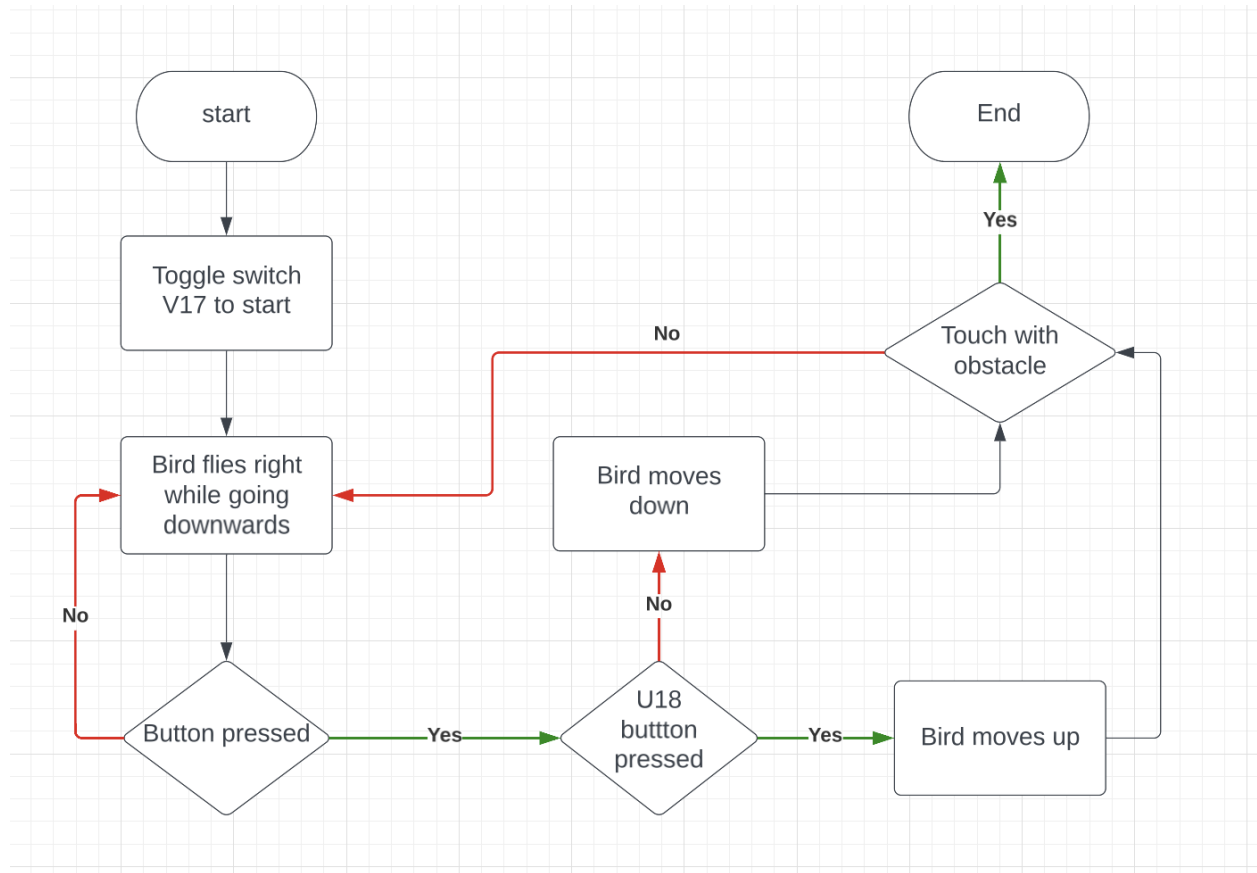 start
End
Yes
Toggle switch
V17 to start
No
Touch with
obstacle
Bird flies right
while going
downwards
Bird moves
down
No
No
Button pressed
Yes
U18
buttton
pressed
Yes
Bird moves up